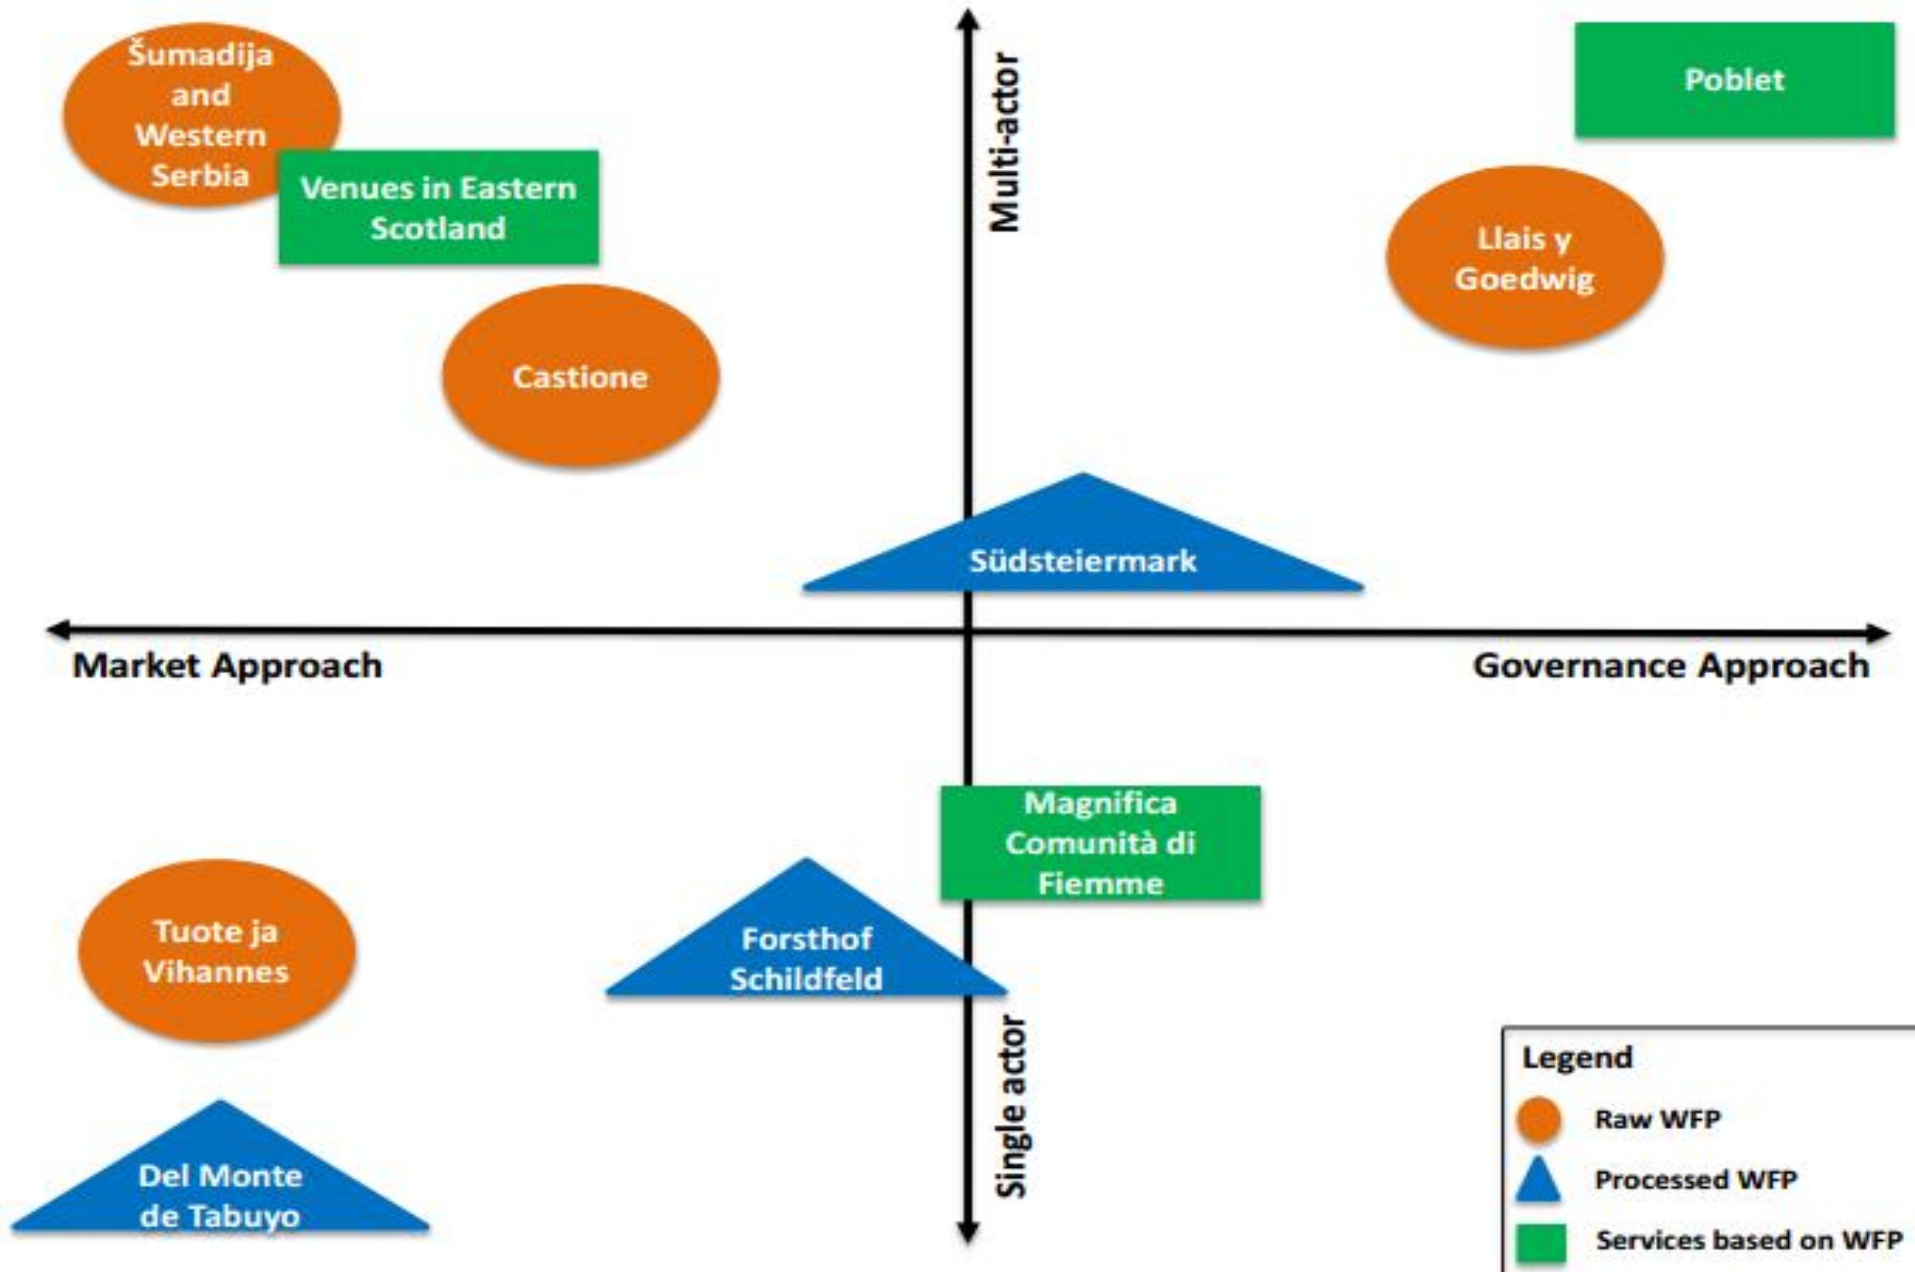 Šumadija
and
Western
Serbia
Venues in Eastern
Scotland
Castione
Multi-actor
Poblet
Llais y
Goedwig
Südsteiermark
Market Approach
Governance Approach
Magnifica
Comunità di
Fiemme
Tuote ja
Vihannes
Forsthof
Schildfeld
Del Monte
de Tabuyo
Single actor
Legend
Raw WFP
Processed WFP
Services based on WFP